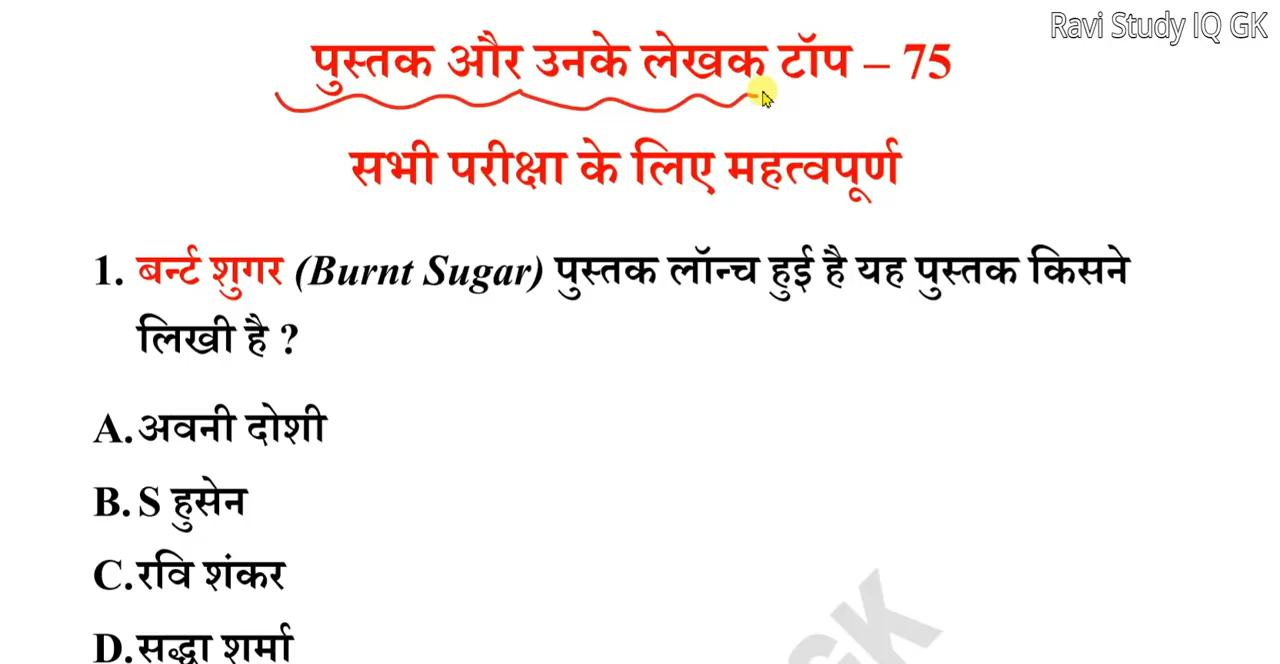 Ravi Study IQ GK
पुस्तक और उनके लेखक टॉप – 75
सभी परीक्षा के लिए महत्वपूर्ण
1. बर्न्ट शुगर (Burnt Sugar) पुस्तक लॉन्च हुई है यह पुस्तक किसने
लिखी है ?
A.अवनी दोशी
B. S हुसेन
C.रवि शंकर
D.सद्धा शर्मा
GK